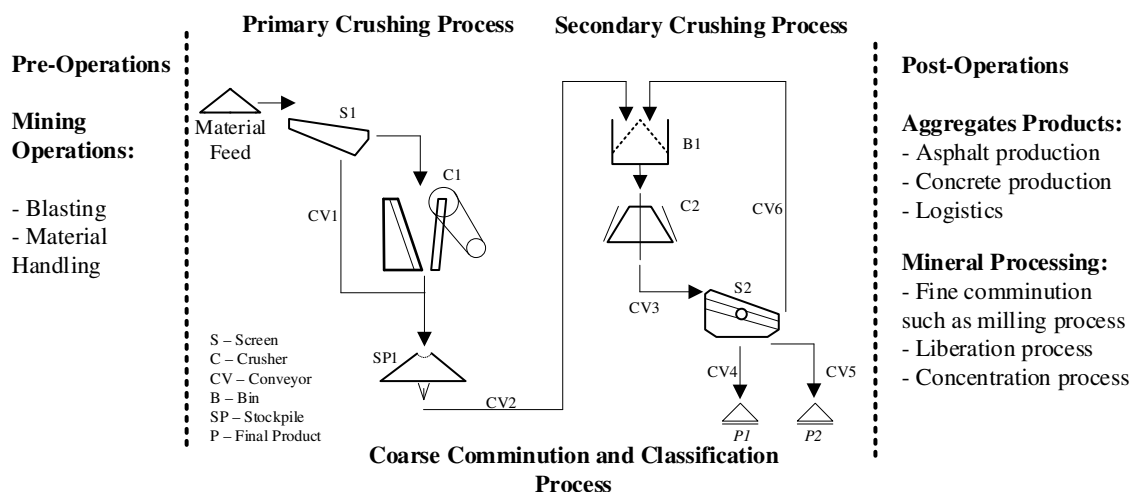 Primary Crushing Process
Secondary Crushing Process
Pre-Operations
Mining
Operations:
- Blasting
- Material
Handling
Material
Feed
S1
C1
CV1
SP1
CV2
B1
C2
CV6
CV3
S2
CV4
CV5
P1
P2
S – Screen
C – Crusher
CV – Conveyor
B – Bin
SP – Stockpile
P – Final Product
Coarse Comminution and Classification
Process
Post-Operations
Aggregates Products:
- Asphalt production
- Concrete production
- Logistics
Mineral Processing:
- Fine comminution
such as milling process
- Liberation process
- Concentration process